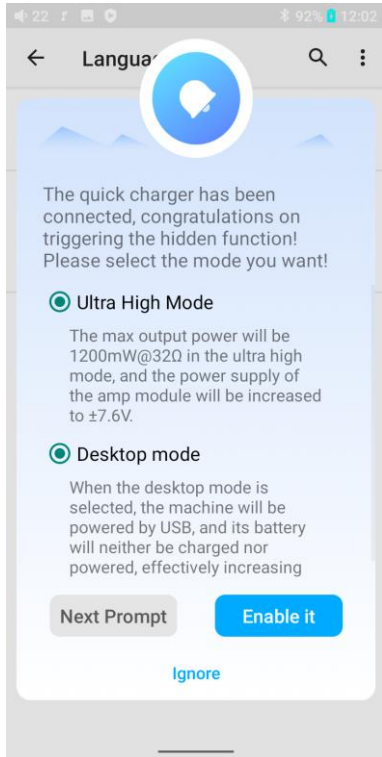 22 92% 12:02
Langua
The quick charger has been
connected, congratulations on
triggering the hidden function!
Please select the mode you want!
Ultra High Mode
The max output power will be
1200mW@32Ω in the ultra high
mode, and the power supply of
the amp module will be increased
to ±7.6V.
Desktop mode
When the desktop mode is
selected, the machine will be
powered by USB, and its battery
will neither be charged nor
powered, effectively increasing
Next Prompt Enable it
Ignore